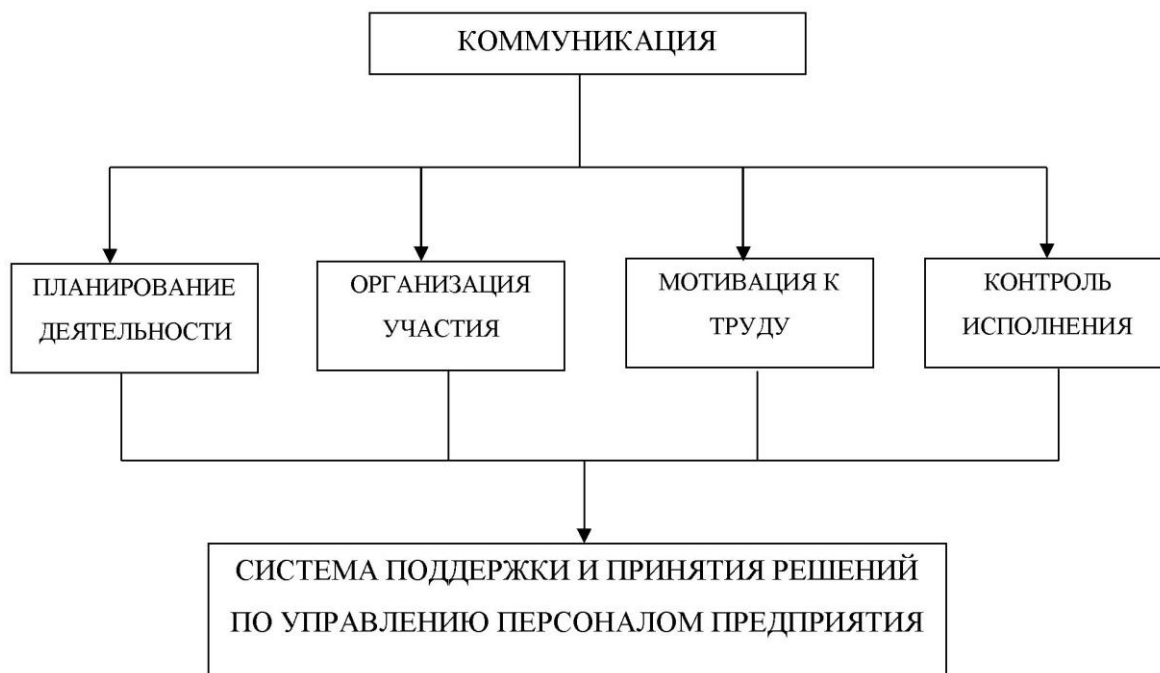 КОММУНИКАЦИЯ
ПЛАНИРОВАНИЕ
ДЕЯТЕЛЬНОСТИ
ОРГАНИЗАЦИЯ
УЧАСТИЯ
МОТИВАЦИЯ К
ТРУДУ
КОНТРОЛЬ
ИСПОЛНЕНИЯ
СИСТЕМА ПОДДЕРЖКИ И ПРИНЯТИЯ РЕШЕНИЙ
ПО УПРАВЛЕНИЮ ПЕРСОНАЛОМ ПРЕДПРИЯТИЯ